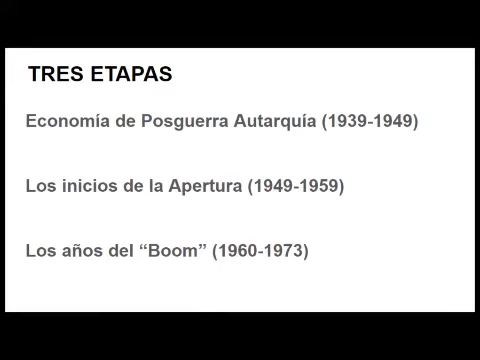 TRES ETAPAS
Economía de Posguerra Autarquía (1939-1949)
Los inicios de la Apertura (1949-1959)
Los años del “Boom” (1960-1973)